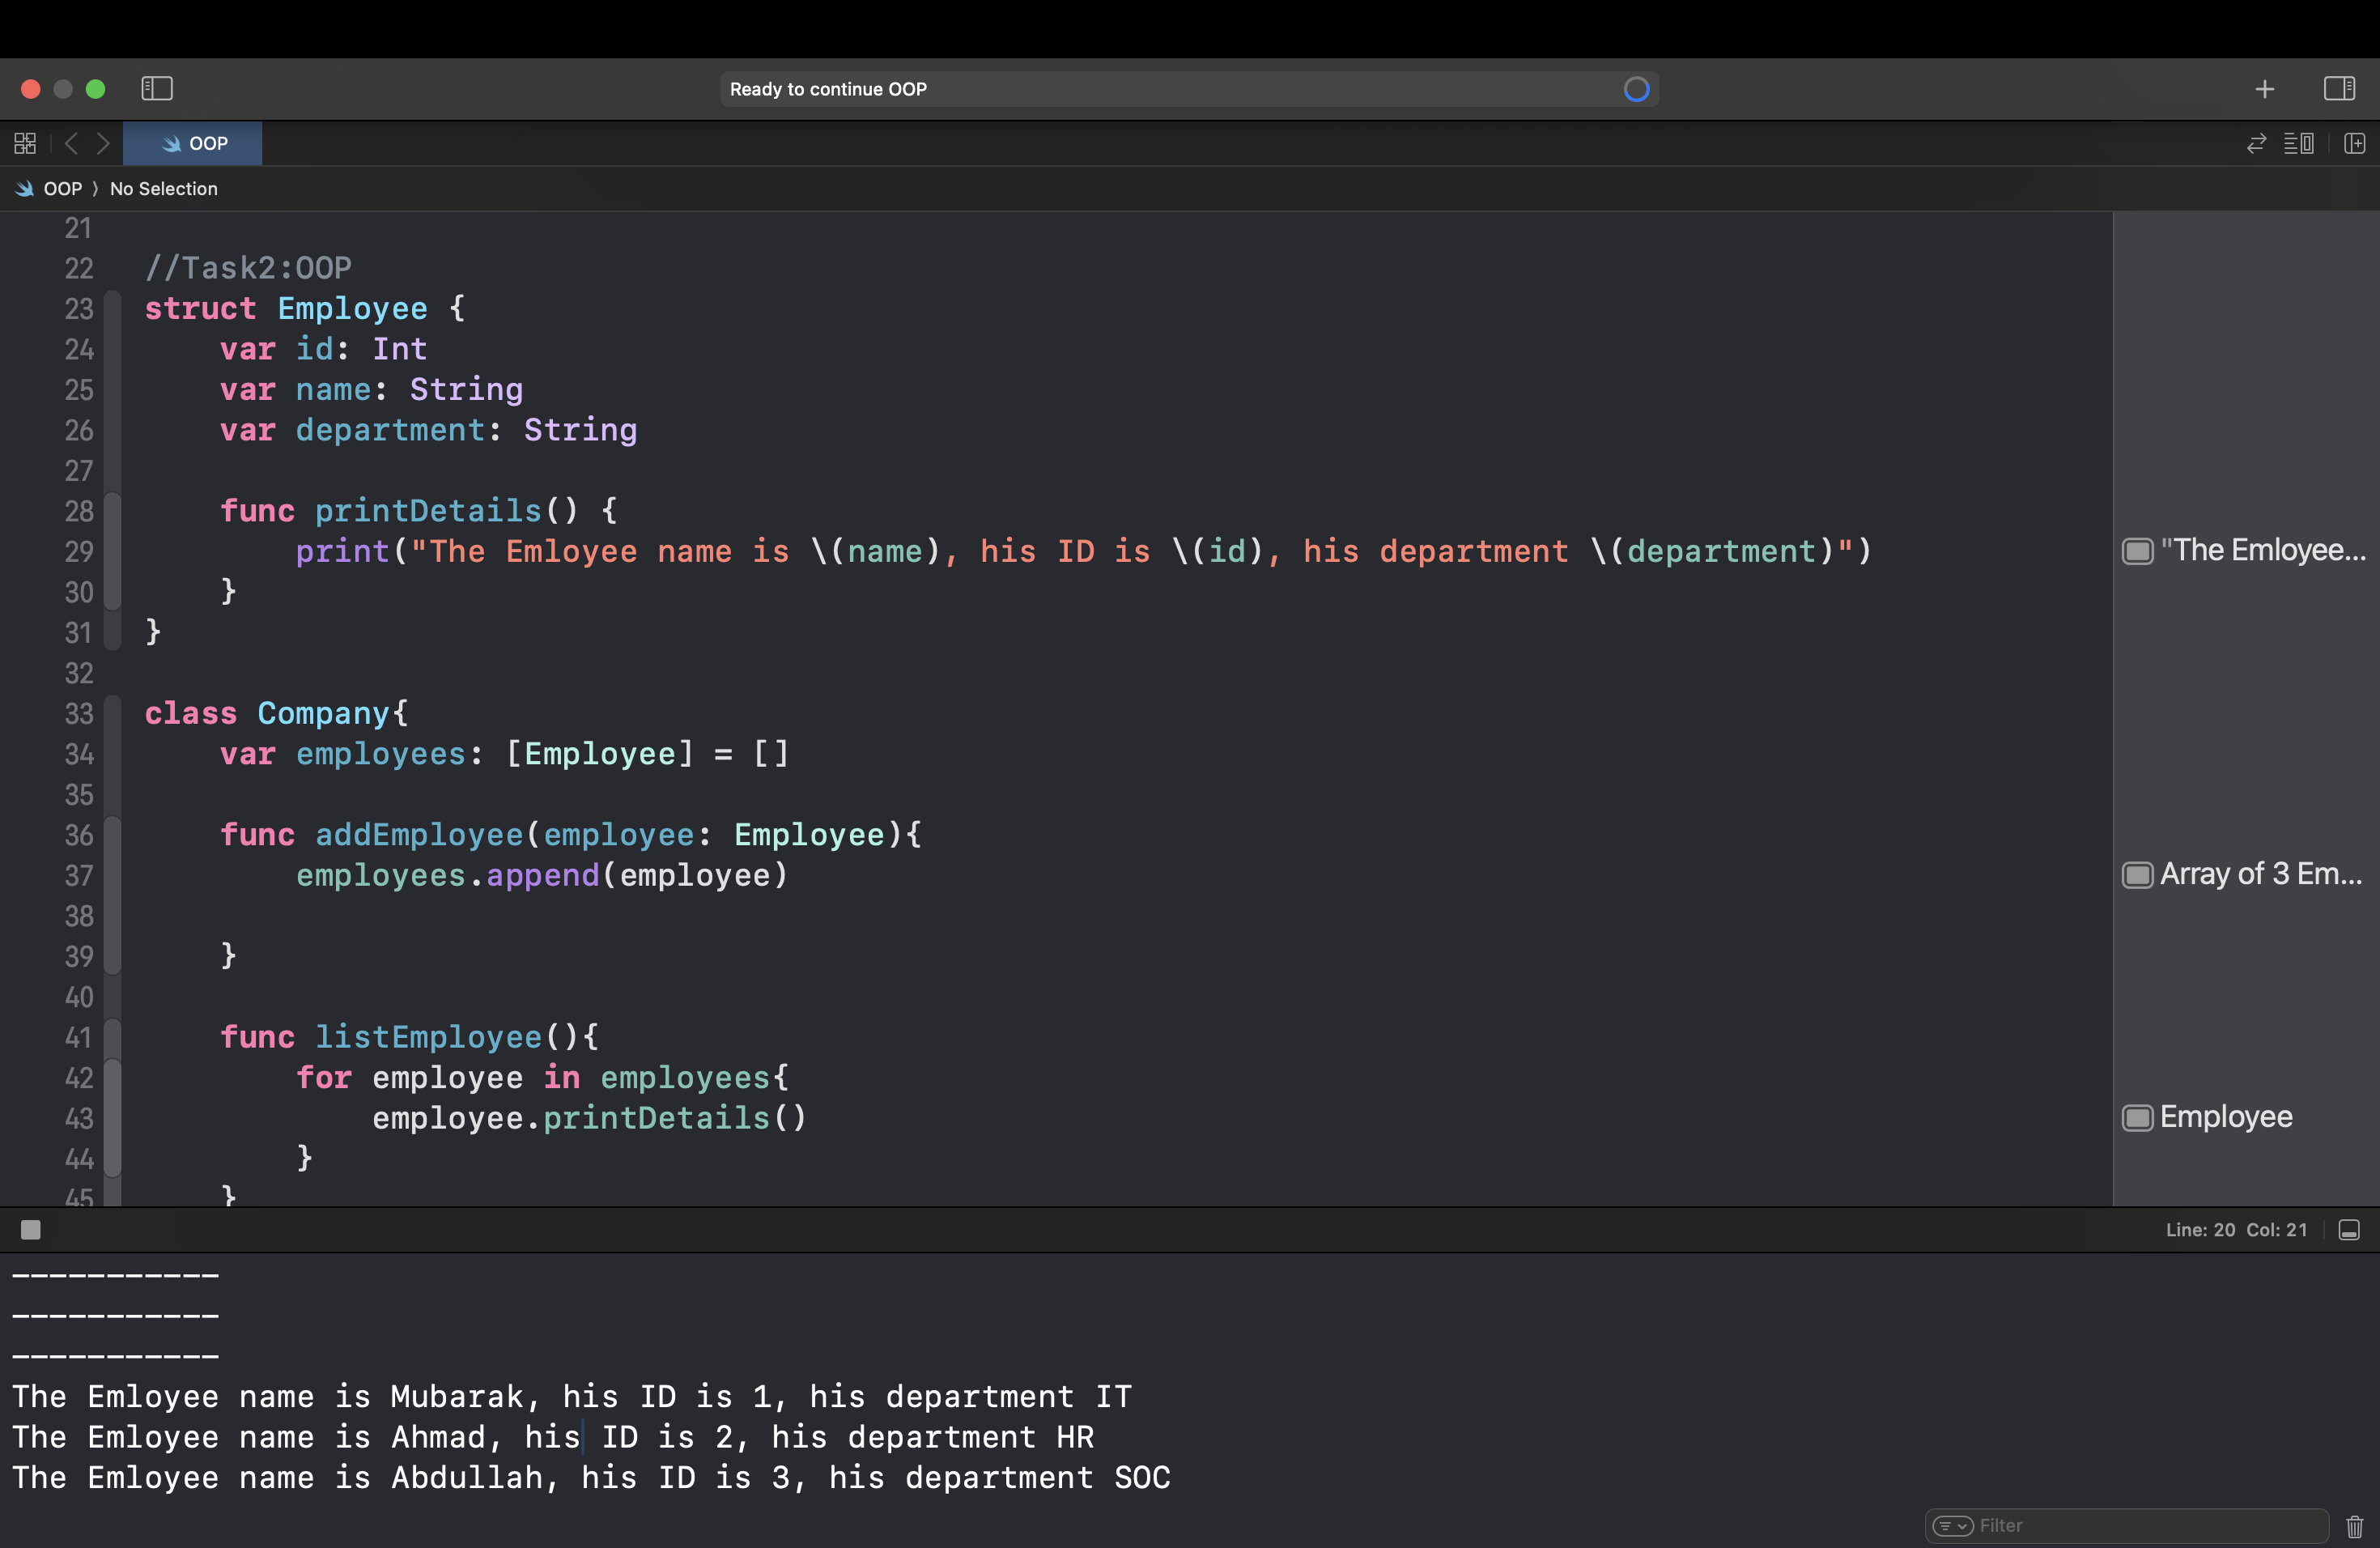 Ready to continue OOP
OOP
OOP › No Selection
21
22 //Task2:OOP
23 struct Employee {
24     var id: Int
25     var name: String
26     var department: String
27
28     func printDetails() {
29         print("The Emloyee name is \(name), his ID is \(id), his department \(department)")
"The Emloyee...
30     }
31 }
32
33 class Company{
34     var employees: [Employee] = []
35
36     func addEmployee(employee: Employee){
37         employees.append(employee)
Array of 3 Em...
38
39     }
40
41     func listEmployee(){
42         for employee in employees{
43             employee.printDetails()
Employee
44         }
45     }
Line: 20 Col: 21
-----------
-----------
-----------
The Emloyee name is Mubarak, his ID is 1, his department IT
The Emloyee name is Ahmad, his ID is 2, his department HR
The Emloyee name is Abdullah, his ID is 3, his department SOC
Filter